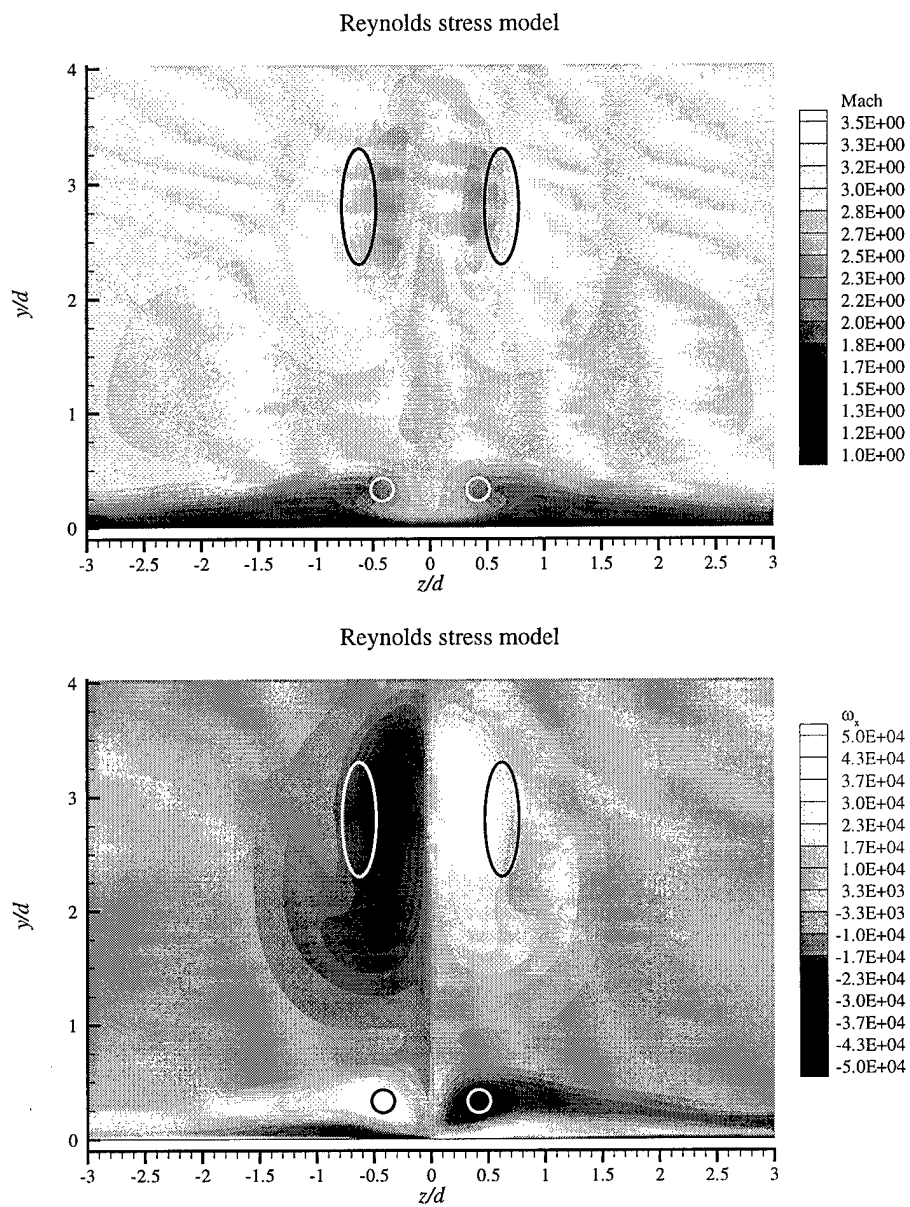 Reynolds stress model
4
3
2
1
0
y/d
-3 -2.5 -2 -1.5 -1 -0.5 0 0.5 1 1.5 2 2.5 3
z/d
Mach
3.5E+00
3.3E+00
3.2E+00
3.0E+00
2.8E+00
2.7E+00
2.5E+00
2.3E+00
2.2E+00
2.0E+00
1.8E+00
1.7E+00
1.5E+00
1.3E+00
1.2E+00
1.0E+00
Reynolds stress model
4
3
2
1
0
y/d
-3 -2.5 -2 -1.5 -1 -0.5 0 0.5 1 1.5 2 2.5 3
z/d
ωx
5.0E+04
4.3E+04
3.7E+04
3.0E+04
2.3E+04
1.7E+04
1.0E+04
3.3E+03
-3.3E+03
-1.0E+04
-1.7E+04
-2.3E+04
-3.0E+04
-3.7E+04
-4.3E+04
-5.0E+04